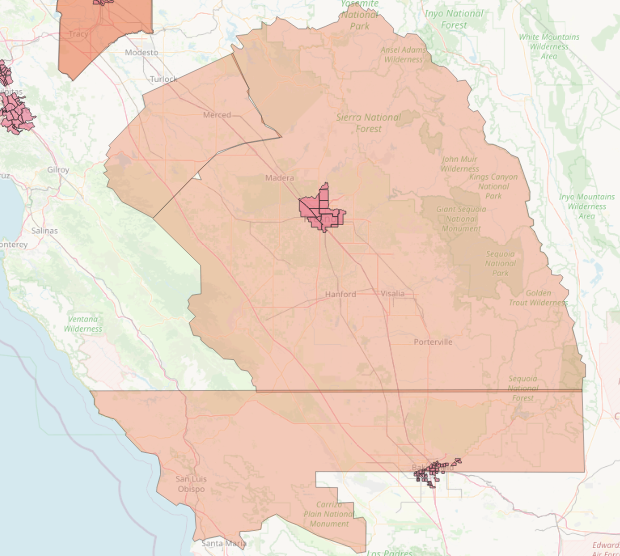 Yosemite
National
Park
Inyo National
Forest
White Mountains
Wilderness
Area
Ansel Adams
Wilderness
Tracy
Modesto
Turlock
Merced
Sierra National
Forest
John Muir
Wilderness
Kings Canyon
National
Park
Gilroy
Madera
Inyo Mountains
Wilderness
Area
Giant Sequoia
National
Monument
Salinas
Sequoia
National
Park
Hanford
Visalia
Golden
Trout Wilderness
Ventana
Wilderness
Porterville
Sequoia
National
Forest
San Luis
Obispo
Carrizo
Plain National
Monument
Santa Maria
Los Padres
Edward
Air Force